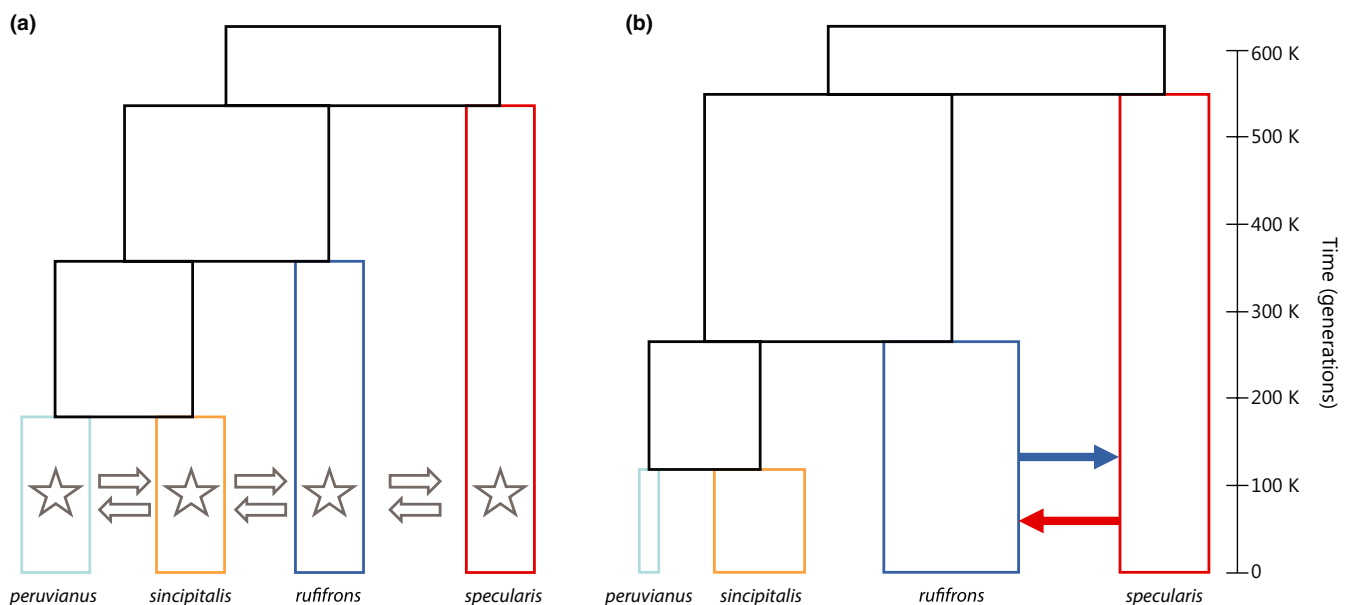 (a)
(b)
600 K
500 K
400 K
300 K
200 K
100 K
0
Time (generations)
peruvianus
sincipitalis
rufifrons
specularis
peruvianus
sincipitalis
rufifrons
specularis